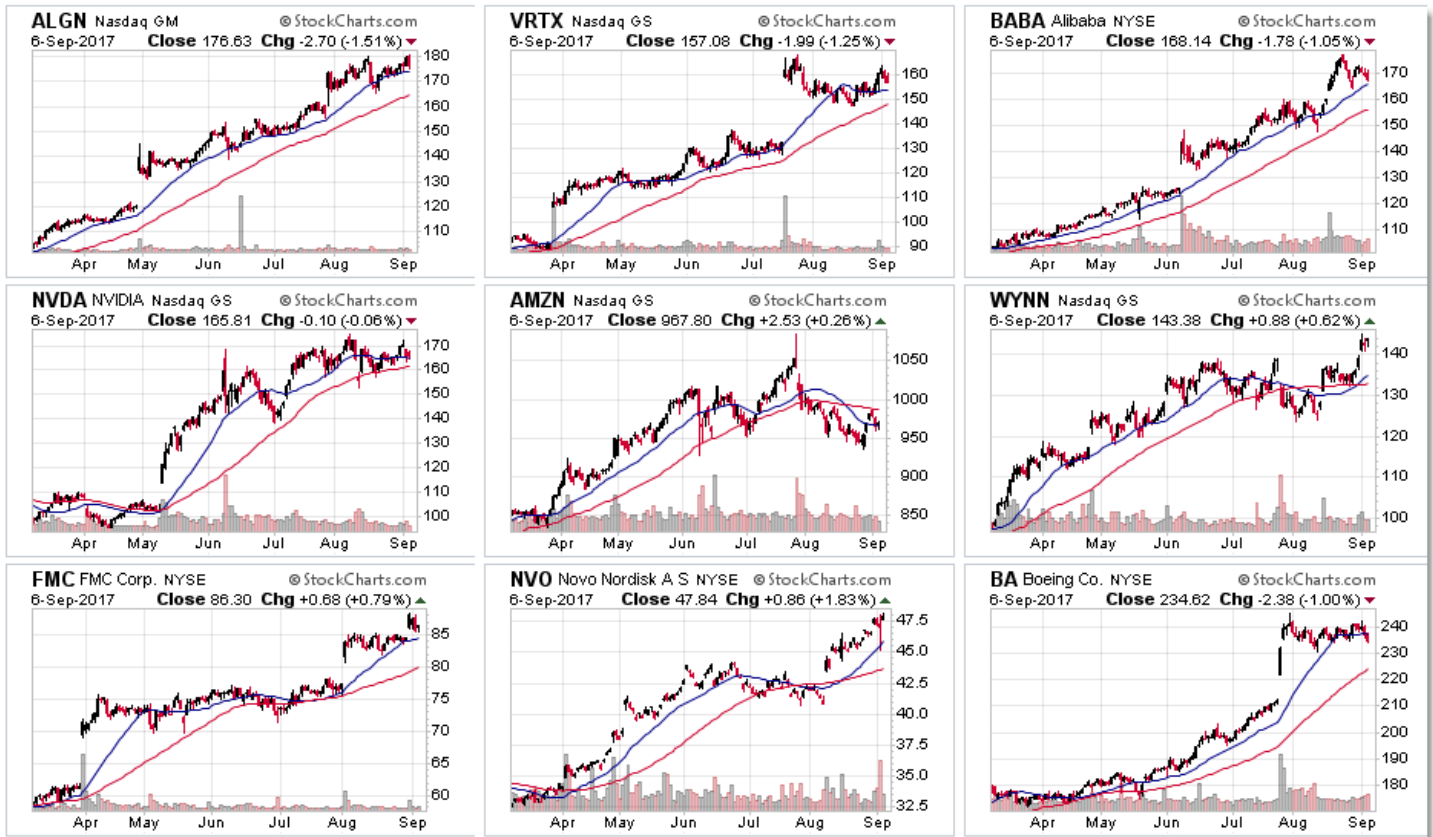 ALGN Nasdaq GM © StockCharts.com
6-Sep-2017 Close 176.63 Chg -2.70 (-1.51%)
180
170
160
150
140
130
120
110
Apr May Jun Jul Aug Sep
VRTX Nasdaq GS © StockCharts.com
6-Sep-2017 Close 157.08 Chg -1.99 (-1.25%)
160
150
140
130
120
110
100
90
Apr May Jun Jul Aug Sep
BABA Alibaba NYSE © StockCharts.com
6-Sep-2017 Close 168.14 Chg -1.78 (-1.05%)
170
160
150
140
130
120
110
Apr May Jun Jul Aug Sep
NVDA NVIDIA Nasdaq GS © StockCharts.com
6-Sep-2017 Close 165.81 Chg -0.10 (-0.06%)
170
160
150
140
130
120
110
100
Apr May Jun Jul Aug Sep
AMZN Nasdaq GS © StockCharts.com
6-Sep-2017 Close 967.80 Chg +2.53 (+0.26%)
1050
1000
950
900
850
Apr May Jun Jul Aug Sep
WYNN Nasdaq GS © StockCharts.com
6-Sep-2017 Close 143.38 Chg +0.88 (+0.62%)
140
130
120
110
100
Apr May Jun Jul Aug Sep
FMC FMC Corp. NYSE © StockCharts.com
6-Sep-2017 Close 86.30 Chg +0.68 (+0.79%)
85
80
75
70
65
60
Apr May Jun Jul Aug Sep
NVO Novo Nordisk A S NYSE © StockCharts.com
6-Sep-2017 Close 47.84 Chg +0.86 (+1.83%)
47.5
45.0
42.5
40.0
37.5
35.0
32.5
Apr May Jun Jul Aug Sep
BA Boeing Co. NYSE © StockCharts.com
6-Sep-2017 Close 234.62 Chg -2.38 (-1.00%)
240
230
220
210
200
190
180
Apr May Jun Jul Aug Sep